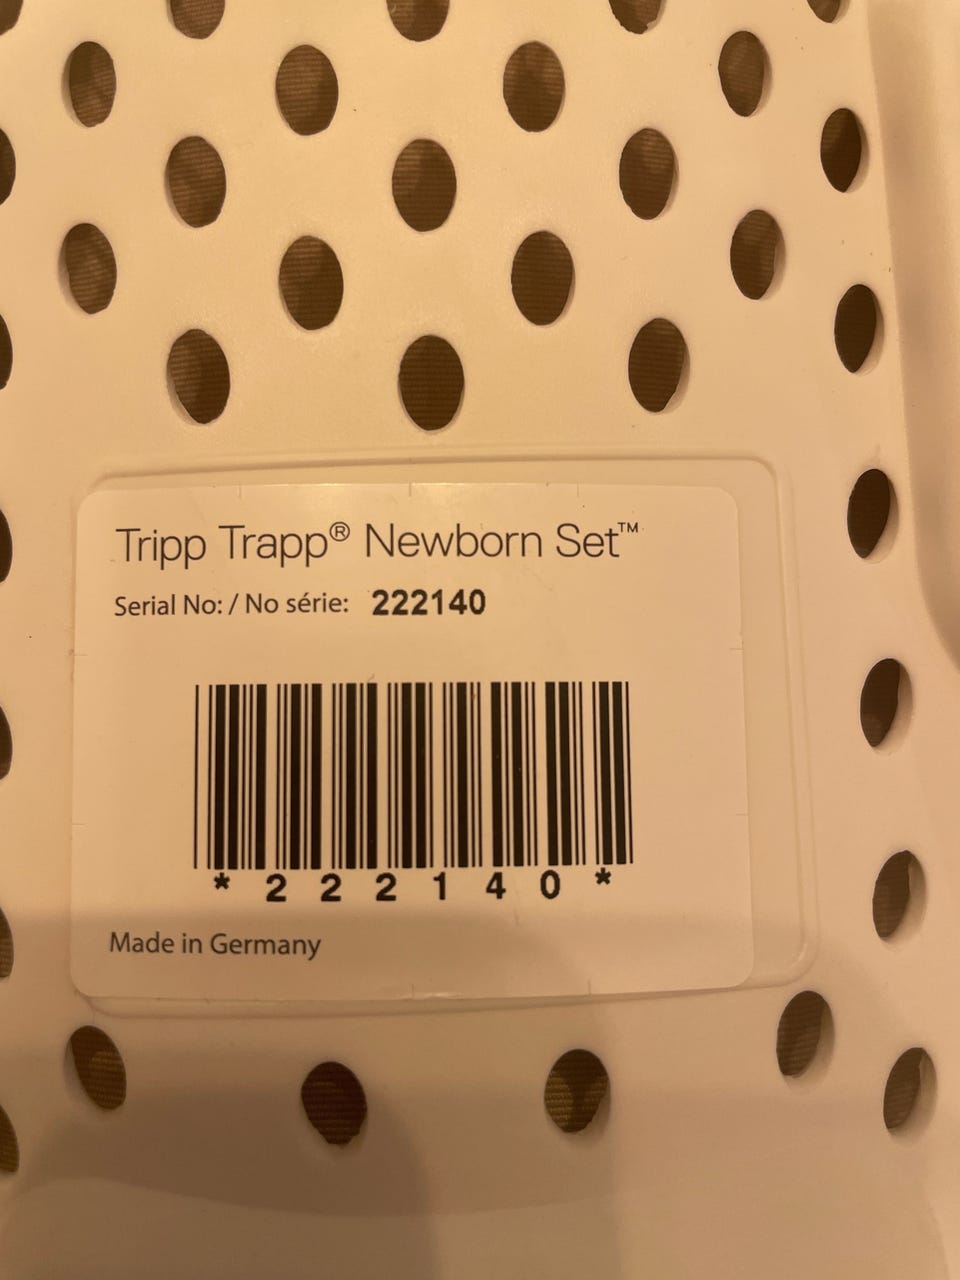 Tripp Trapp® Newborn Set™
Serial No: / No série: 222140
*222140*
Made in Germany